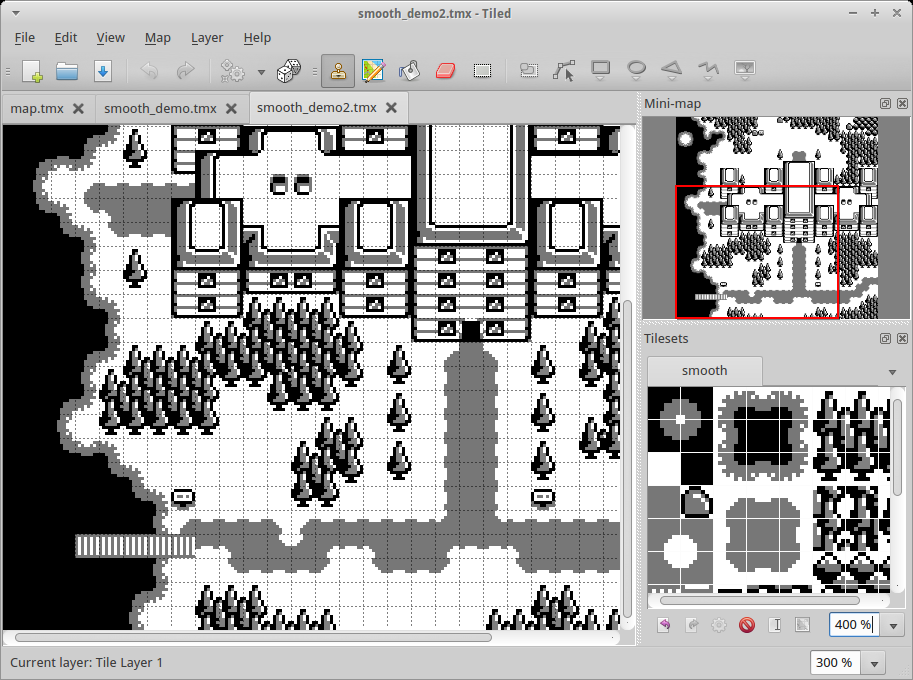 smooth_demo2.tmx - Tiled
File Edit View Map Layer Help
map.tmx smooth_demo.tmx smooth_demo2.tmx
Mini-map
Tilesets
smooth
400 %
Current layer: Tile Layer 1
300 %